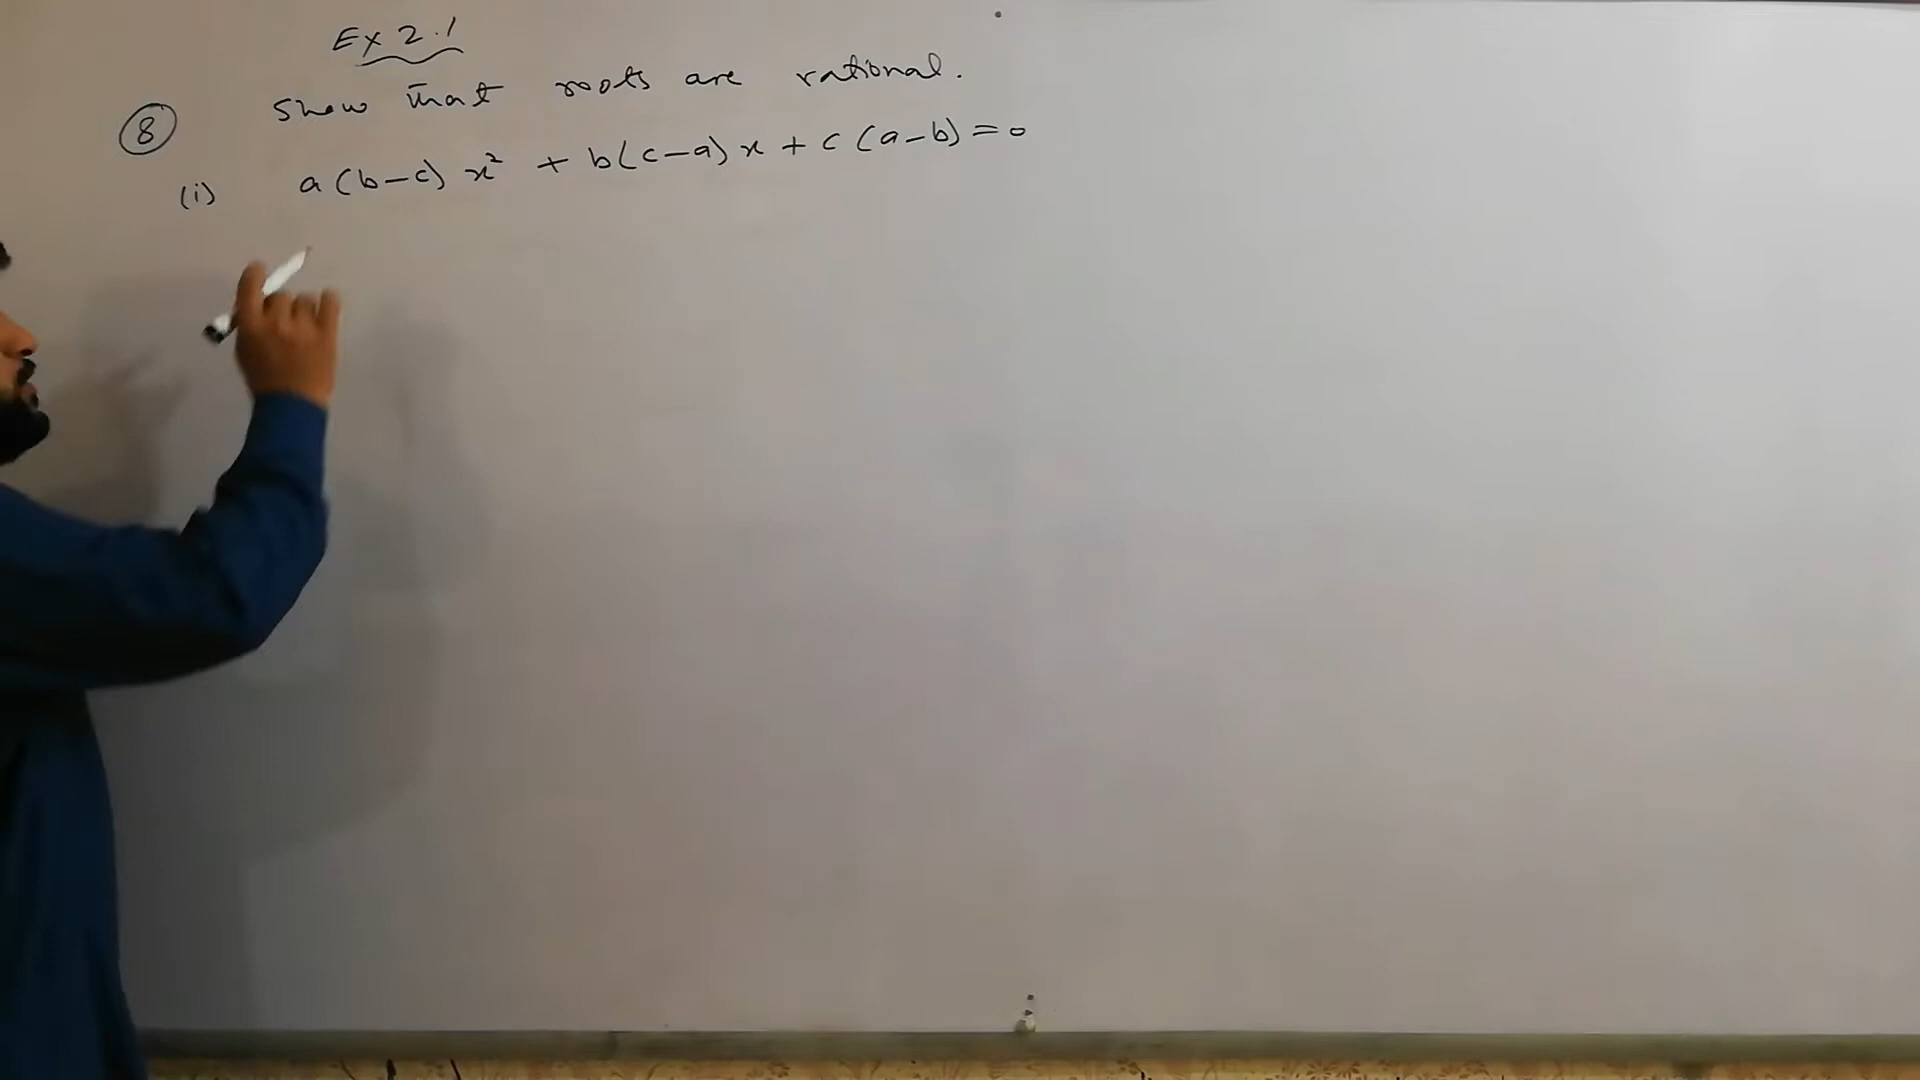 Ex 2.1
⑧ Show that roots are rational.
(i) a(b-c)x² + b(c-a)x + c(a-b)=0